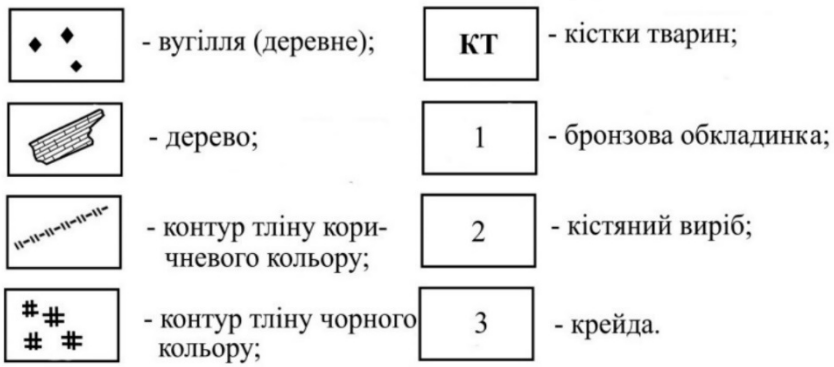 - вугілля (деревне);
- дерево;
- контур тліну кори-
чневого кольору;
- контур тліну чорного
кольору;
КТ - кістки тварин;
1 - бронзова обкладинка;
2 - кістяний виріб;
3 - крейда.